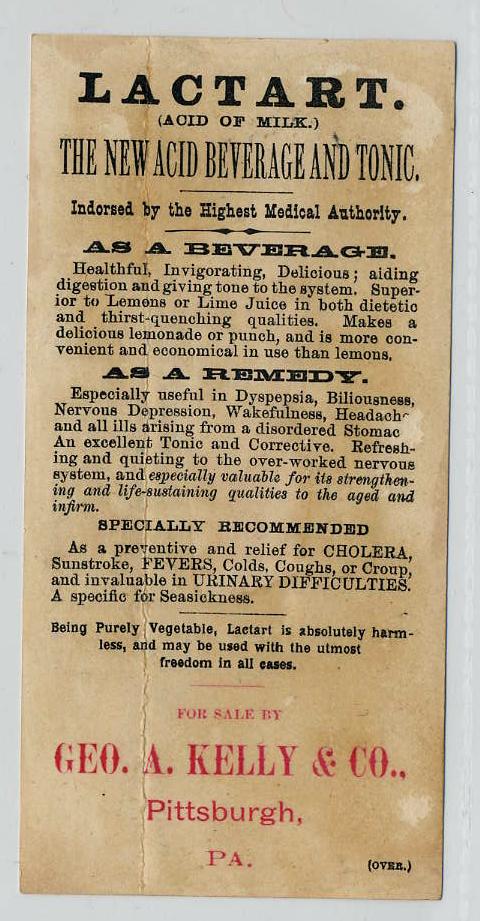 LACTART.
(ACID OF MILK.)
THE NEW ACID BEVERAGE AND TONIC.
Indorsed by the Highest Medical Authority.
AS A BEVERAGE.
Healthful, Invigorating, Delicious; aiding
digestion and giving tone to the system. Super-
ior to Lemons or Lime Juice in both dietetic
and thirst-quenching qualities. Makes a
delicious lemonade or punch, and is more con-
venient and economical in use than lemons.
AS A REMEDY.
Especially useful in Dyspepsia, Biliousness,
Nervous Depression, Wakefulness, Headach
and all ills arising from a disordered Stomac
An excellent Tonic and Corrective. Refresh-
ing and quieting to the over-worked nervous
system, and especially valuable for its strengthen-
ing and life-sustaining qualities to the aged and
infirm.
SPECIALLY RECOMMENDED
As a preventive and relief for CHOLERA,
Sunstroke, FEVERS, Colds, Coughs, or Croup,
and invaluable in URINARY DIFFICULTIES.
A specific for Seasickness.
Being Purely Vegetable, Lactart is absolutely harm-
less, and may be used with the utmost
freedom in all cases.
FOR SALE BY
GEO. A. KELLY & CO.,
Pittsburgh,
PA.
(OVER.)